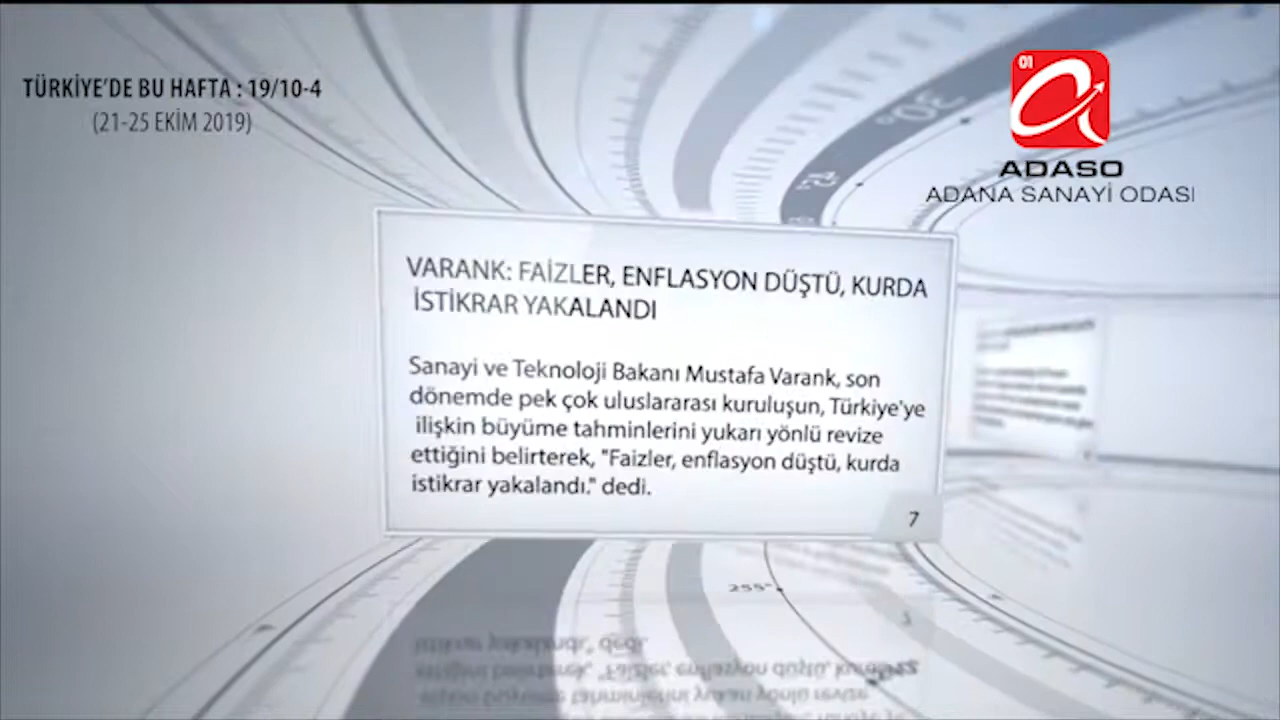 TÜRKİYE'DE BU HAFTA : 19/10-4
(21-25 EKİM 2019)
01
ADASO
ADANA SANAYİ ODASI
30°
VARANK: FAİZLER, ENFLASYON DÜŞTÜ, KURDA
İSTİKRAR YAKALANDI
Sanayi ve Teknoloji Bakanı Mustafa Varank, son
dönemde pek çok uluslararası kuruluşun, Türkiye'ye
ilişkin büyüme tahminlerini yukarı yönlü revize
ettiğini belirterek, "Faizler, enflasyon düştü, kurda
istikrar yakalandı." dedi.
7
255°